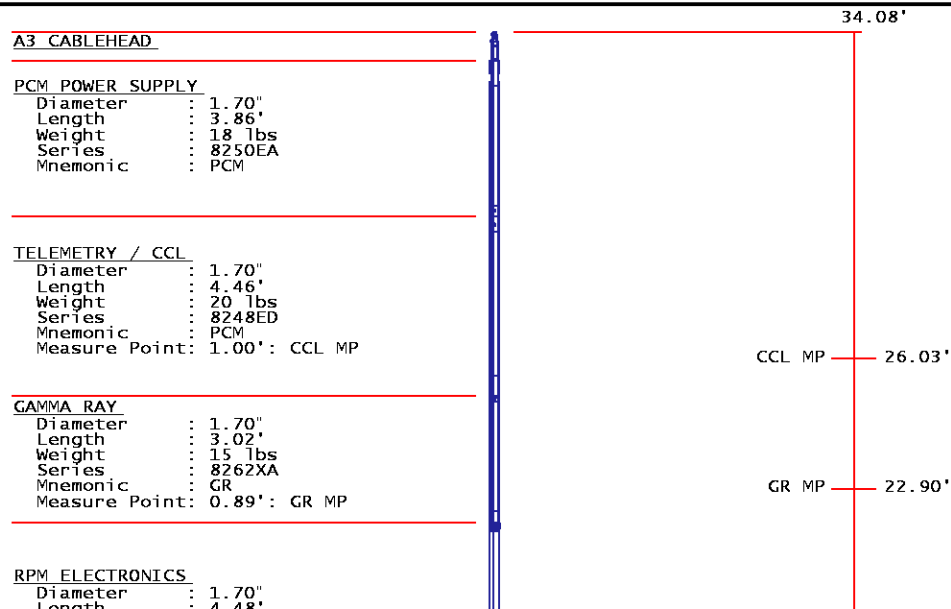 34.08'
A3 CABLEHEAD
PCM POWER SUPPLY
Diameter : 1.70"
Length : 3.86'
Weight : 18 lbs
Series : 8250EA
Mnemonic : PCM
TELEMETRY / CCL
Diameter : 1.70"
Length : 4.46'
Weight : 20 lbs
Series : 8248ED
Mnemonic : PCM
Measure Point: 1.00': CCL MP
CCL MP 26.03'
GAMMA RAY
Diameter : 1.70"
Length : 3.02'
Weight : 15 lbs
Series : 8262XA
Mnemonic : GR
Measure Point: 0.89': GR MP
GR MP 22.90'
RPM ELECTRONICS
Diameter : 1.70"
Length : 4.48'